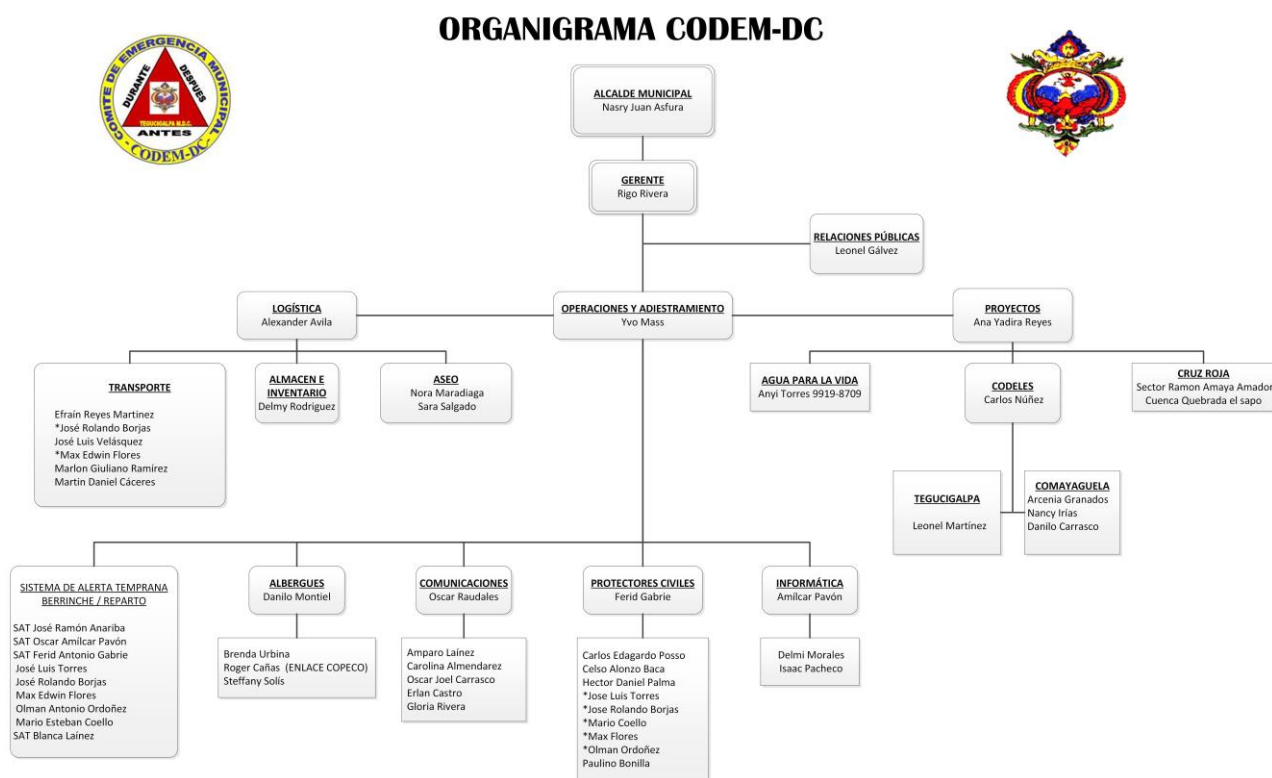 ORGANIGRAMA CODEM-DC
COMITE DE EMERGENCIA MUNICIPAL
DURANTE
DESPUES
TEGUCIGALPA M.D.C.
ANTES
- CODEM-DC -
ALCALDE MUNICIPAL
Nasry Juan Asfura
GERENTE
Rigo Rivera
RELACIONES PÚBLICAS
Leonel Gálvez
LOGÍSTICA
Alexander Avila
OPERACIONES Y ADIESTRAMIENTO
Yvo Mass
PROYECTOS
Ana Yadira Reyes
TRANSPORTE
Efraín Reyes Martinez
*José Rolando Borjas
José Luis Velásquez
*Max Edwin Flores
Marlon Giuliano Ramírez
Martin Daniel Cáceres
ALMACEN E
INVENTARIO
Delmy Rodriguez
ASEO
Nora Maradiaga
Sara Salgado
AGUA PARA LA VIDA
Anyi Torres 9919-8709
CODELES
Carlos Núñez
CRUZ ROJA
Sector Ramon Amaya Amador
Cuenca Quebrada el sapo
TEGUCIGALPA
Leonel Martínez
COMAYAGUELA
Arcenia Granados
Nancy Irías
Danilo Carrasco
SISTEMA DE ALERTA TEMPRANA
BERRINCHE / REPARTO
SAT José Ramón Anariba
SAT Oscar Amílcar Pavón
SAT Ferid Antonio Gabrie
José Luis Torres
José Rolando Borjas
Max Edwin Flores
Olman Antonio Ordoñez
Mario Esteban Coello
SAT Blanca Laínez
ALBERGUES
Danilo Montiel
Brenda Urbina
Roger Cañas (ENLACE COPECO)
Steffany Solís
COMUNICACIONES
Oscar Raudales
Amparo Laínez
Carolina Almendarez
Oscar Joel Carrasco
Erlan Castro
Gloria Rivera
PROTECTORES CIVILES
Ferid Gabrie
Carlos Edagardo Posso
Celso Alonzo Baca
Hector Daniel Palma
*Jose Luis Torres
*Jose Rolando Borjas
*Mario Coello
*Max Flores
*Olman Ordoñez
Paulino Bonilla
INFORMÁTICA
Amílcar Pavón
Delmi Morales
Isaac Pacheco